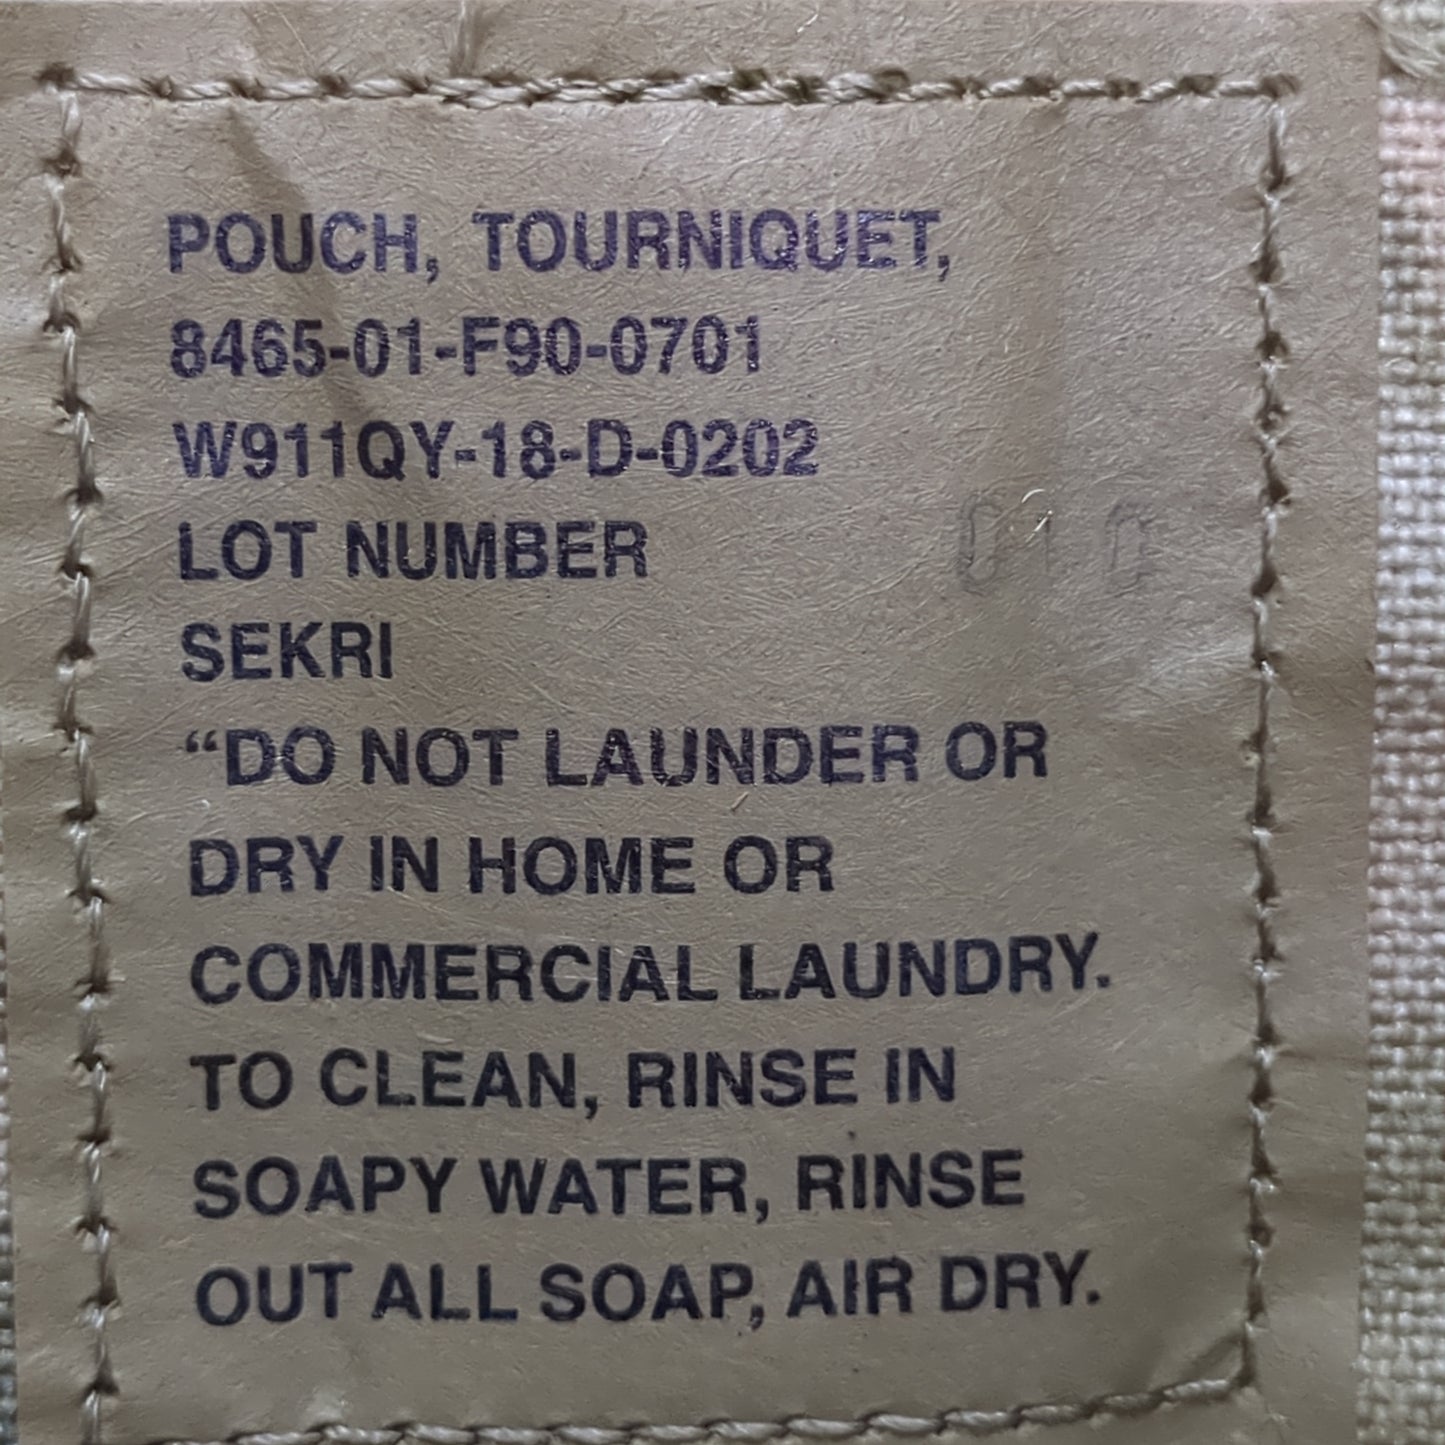 POUCH, TOURNIQUET,
8465-01-F90-0701
W911QY-18-D-0202
LOT NUMBER 010
SEKRI
“DO NOT LAUNDER OR
DRY IN HOME OR
COMMERCIAL LAUNDRY.
TO CLEAN, RINSE IN
SOAPY WATER, RINSE
OUT ALL SOAP, AIR DRY.